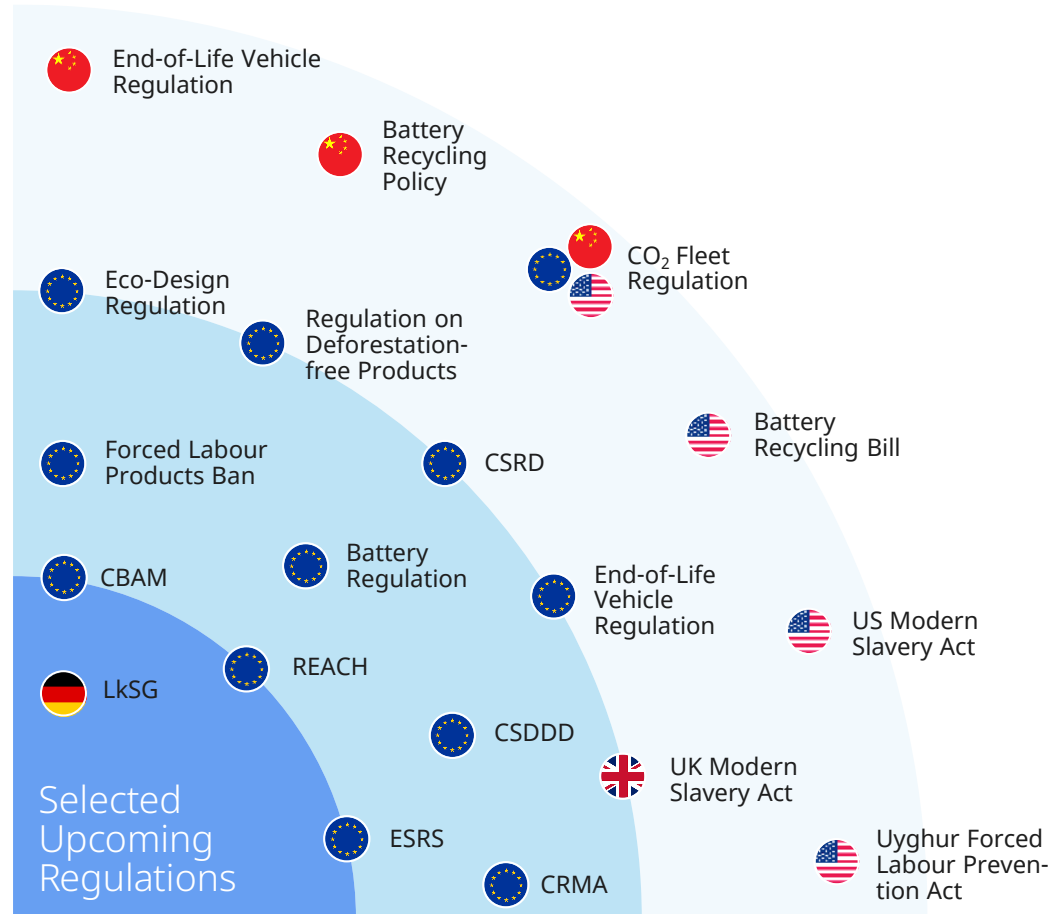 End-of-Life Vehicle
Regulation
Battery
Recycling
Policy
CO₂ Fleet
Regulation
Eco-Design
Regulation
Regulation on
Deforestation-
free Products
Battery
Recycling Bill
Forced Labour
Products Ban
CSRD
Battery
Regulation
CBAM
End-of-Life
Vehicle
Regulation
US Modern
Slavery Act
REACH
LkSG
CSDDD
UK Modern
Slavery Act
Selected
Upcoming
Regulations
ESRS
CRMA
Uyghur Forced
Labour Preven-
tion Act